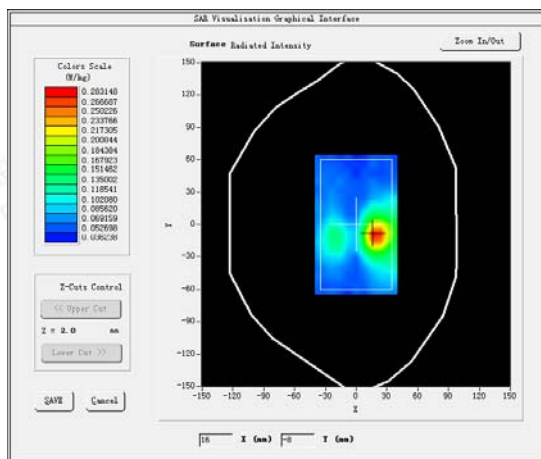 SAR Visualisation Graphical Interface
Surface Radiated Intensity
Zoom In/Out
Colors Scale
(W/kg)
0.283148
0.266687
0.250226
0.233766
0.217305
0.200844
0.184384
0.167923
0.151462
0.135002
0.118541
0.102080
0.085620
0.069159
0.052698
0.036238
150
120
90
60
30
0
-30
-60
-90
-120
-150
Y
-150 -120 -90 -60 -30 0 30 60 90 120 150
X
Z-Cuts Control
<< Upper Cut
Z = 2.0 mm
Lower Cut >>
SAVE Cancel
16 X (mm) -8 Y (mm)